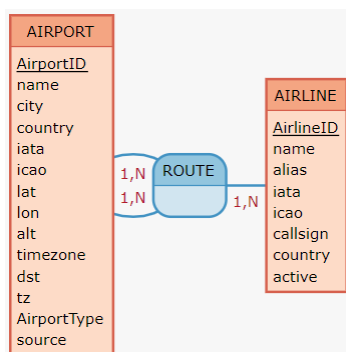 AIRPORT
AirportID
name
city
country
iata
icao
lat
lon
alt
timezone
dst
tz
AirportType
source
1,N
1,N
ROUTE
1,N
AIRLINE
AirlineID
name
alias
iata
icao
callsign
country
active